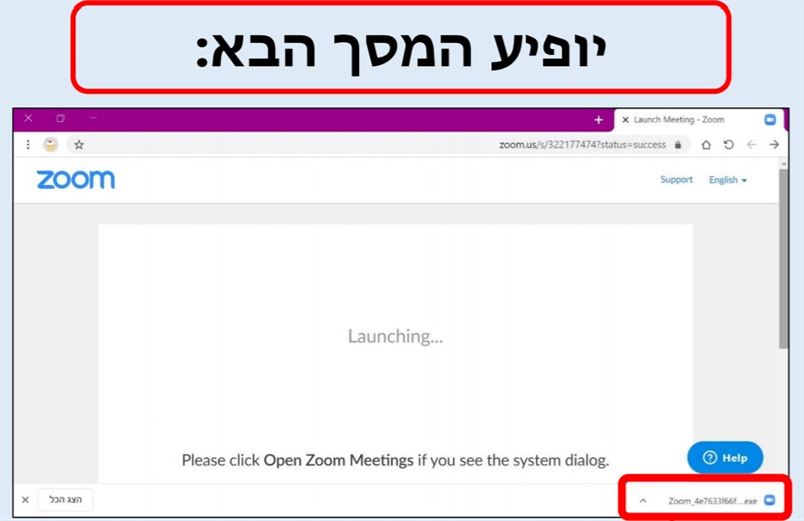 יופיע המסך הבא:
Launch Meeting - Zoom
zoom.us/s/322177474?status=success
zoom
Support English
Launching...
Please click Open Zoom Meetings if you see the system dialog.
Help
הצג הכל
Zoom_4e7633f66f....exe